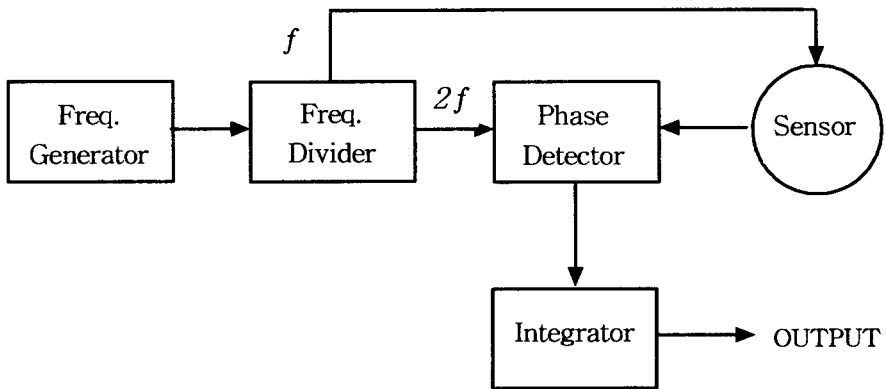 f
Freq.
Generator
Freq.
Divider
2f
Phase
Detector
Sensor
Integrator
OUTPUT